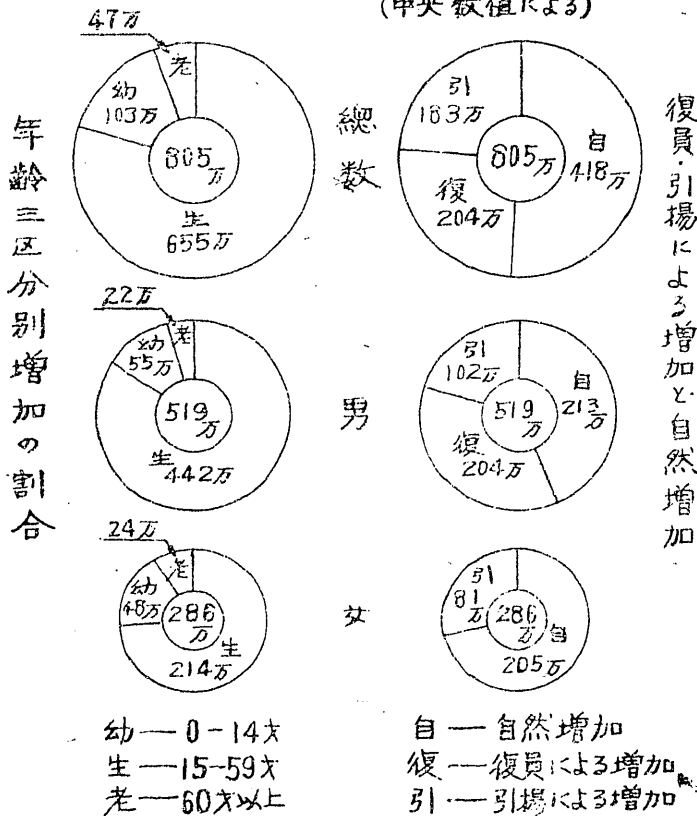 (中央数値による)
年齢三区分別増加の割合
47万
老
幼
103万
805万
生
655万
22万
老
幼
55万
519万
生442万
24万
老
幼
48万
286万
生
214万
総数
男
女
引
183万
805万
自
418万
復
204万
引
102万
519万
自
213万
復
204万
引
81万
286万
自
205万
復員・引揚による増加と自然増加
幼—0-14才
生—15-59才
老—60才以上
自—自然増加
復—復員による増加
引—引揚による増加